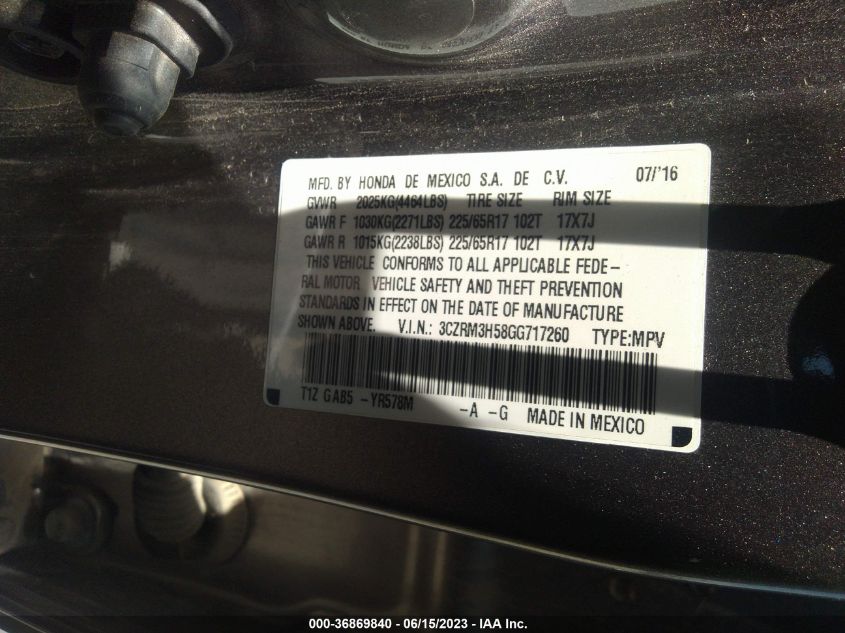 MFD. BY HONDA DE MEXICO S.A. DE C.V. 07/'16
GVWR 2025KG(4464LBS) TIRE SIZE RIM SIZE
GAWR F 1030KG(2271LBS) 225/65R17 102T 17X7J
GAWR R 1015KG(2238LBS) 225/65R17 102T 17X7J
THIS VEHICLE CONFORMS TO ALL APPLICABLE FEDE-
RAL MOTOR VEHICLE SAFETY AND THEFT PREVENTION
STANDARDS IN EFFECT ON THE DATE OF MANUFACTURE
SHOWN ABOVE. V.I.N.: 3CZRM3H58GG717260 TYPE:MPV
T1Z GAB5 -YR578M -A -G MADE IN MEXICO
000-36869840 - 06/15/2023 - IAA Inc.